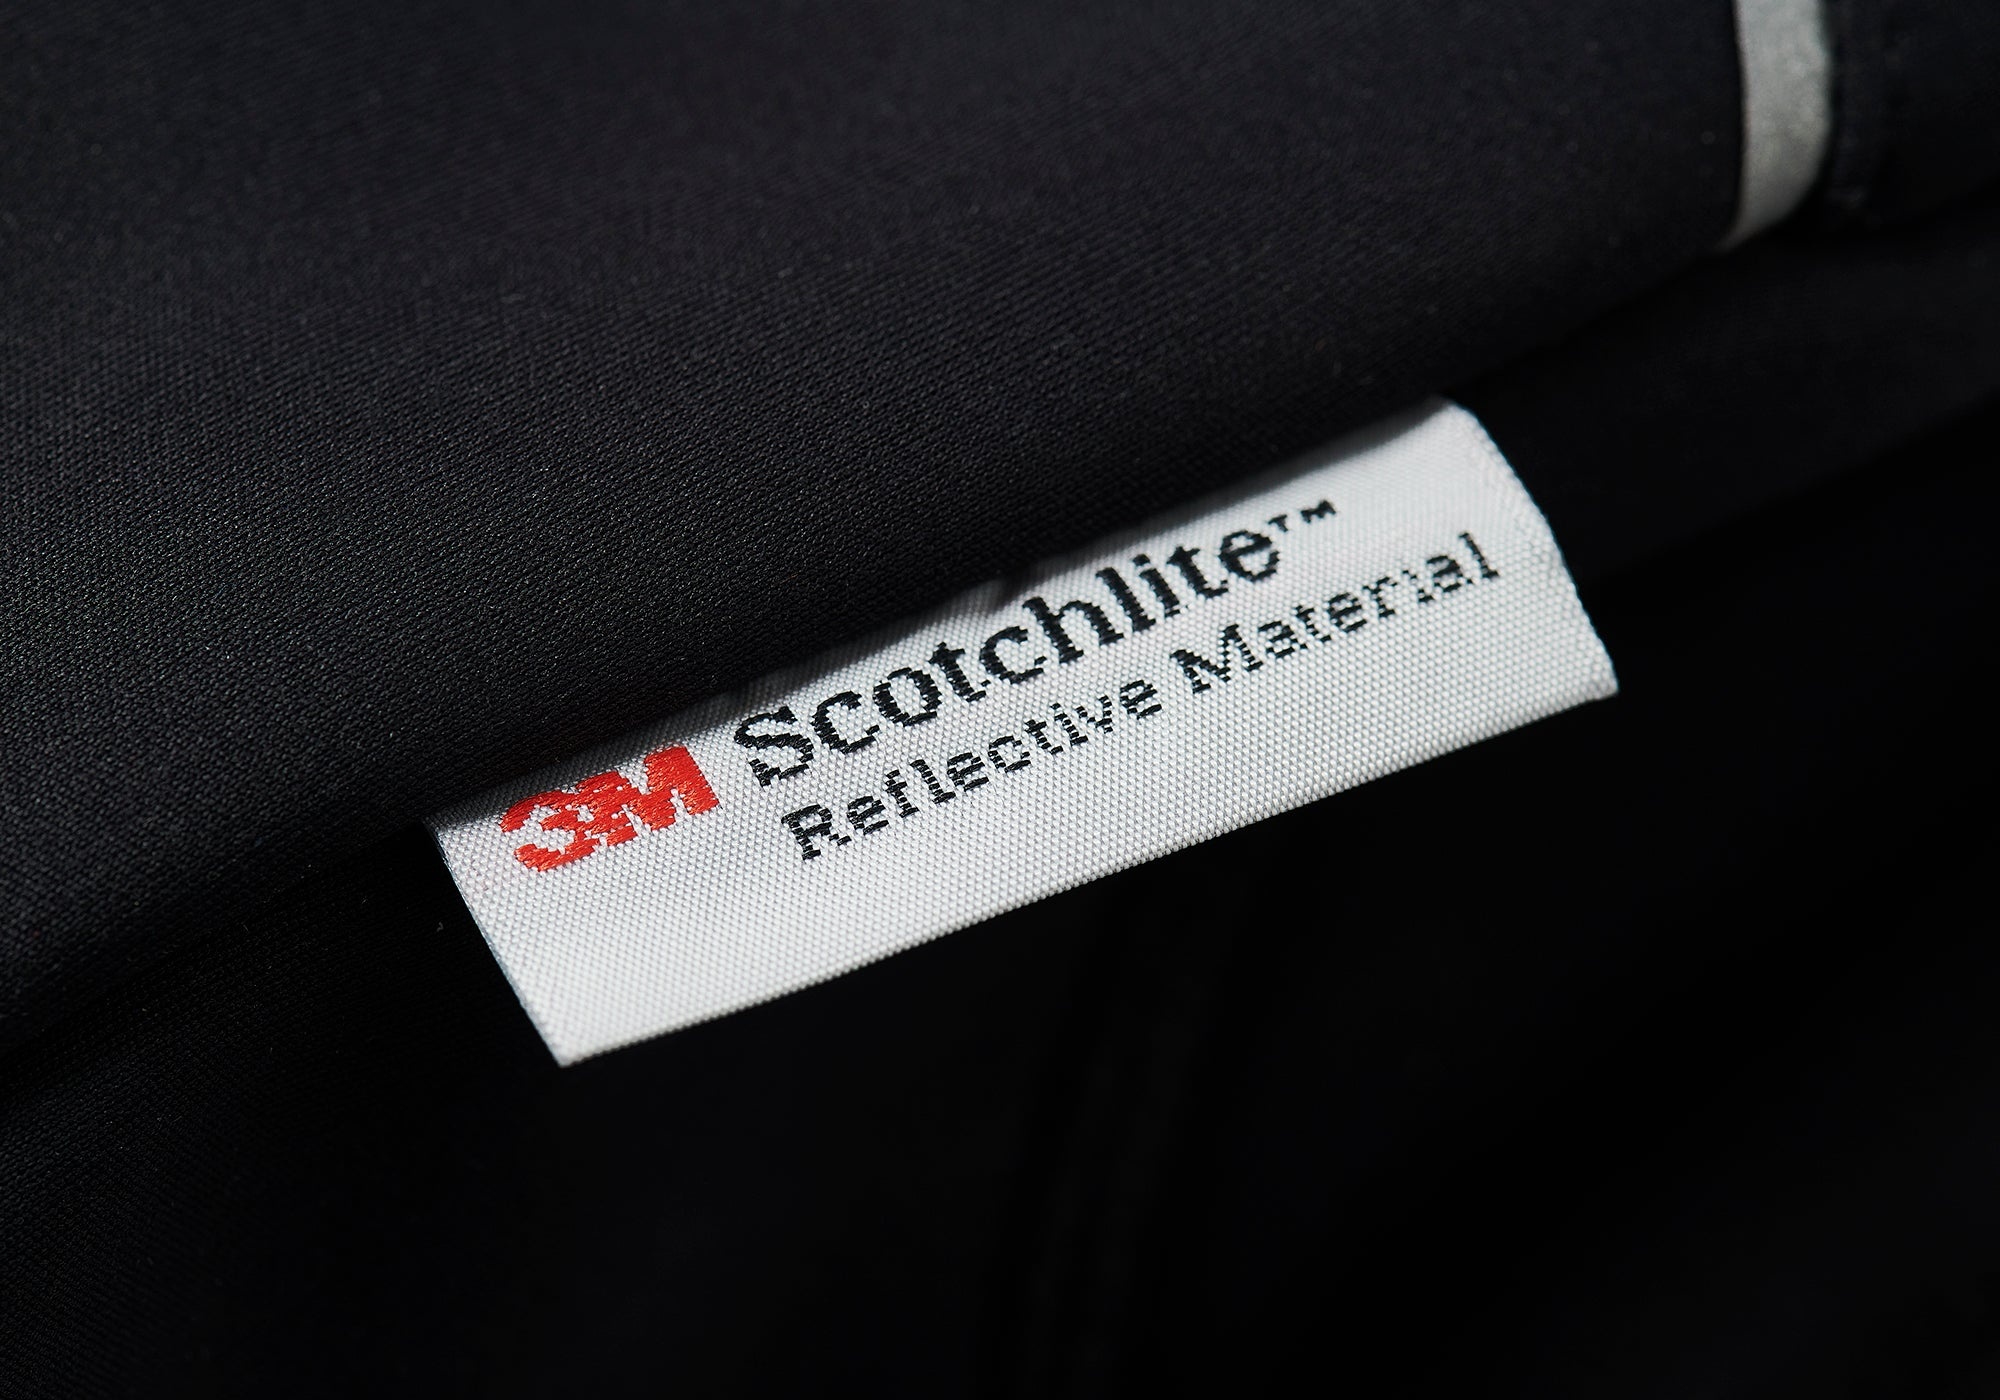 3M Scotchlite™
Reflective Material